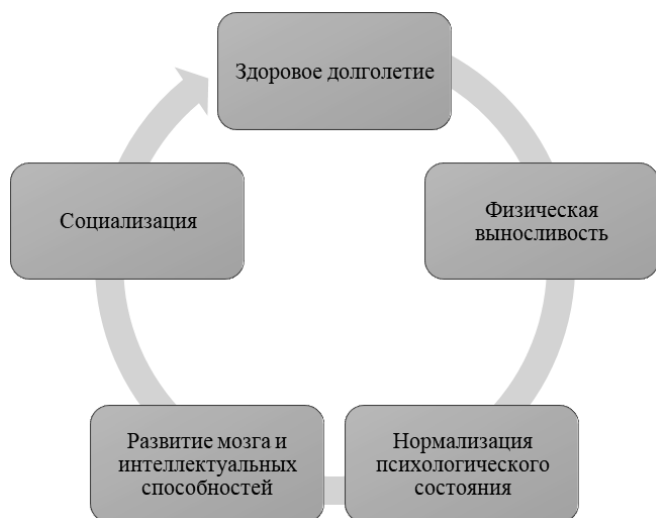 Здоровое долголетие
Физическая
выносливость
Нормализация
психологического
состояния
Развитие мозга и
интеллектуальных
способностей
Социализация